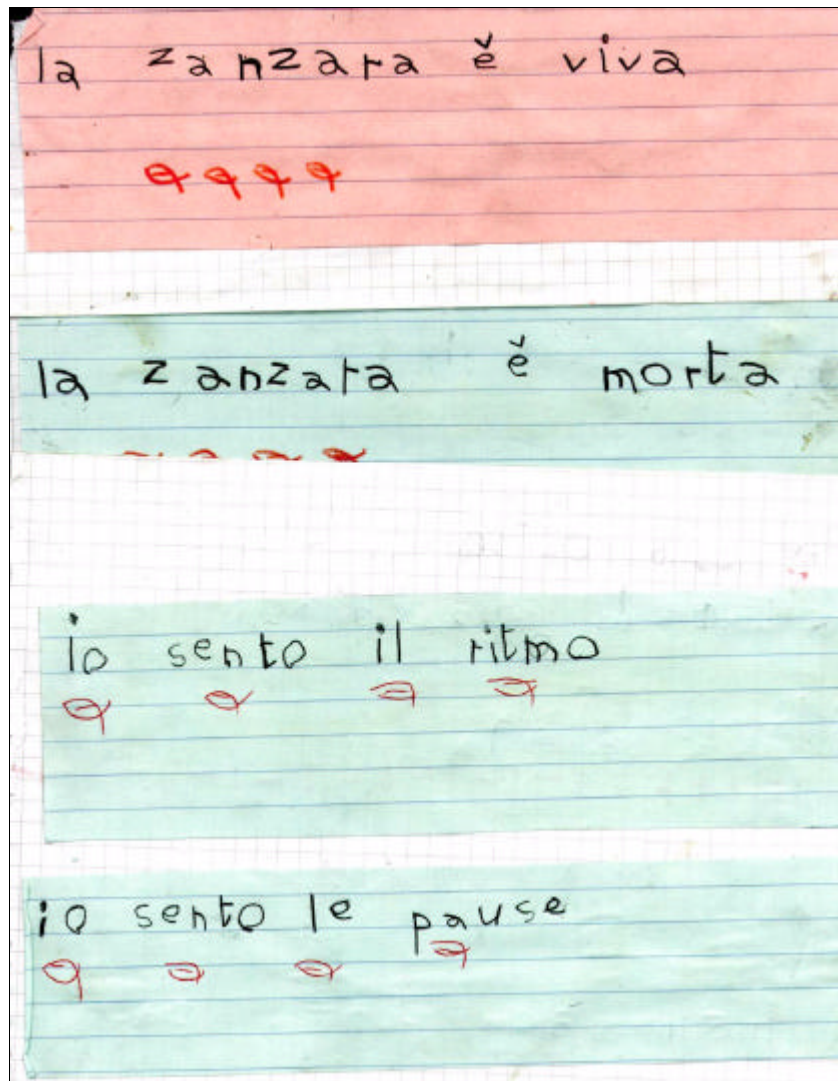 la zanzara ě viva
la zanzara ě morta
io sento il ritmo
io sento le pause